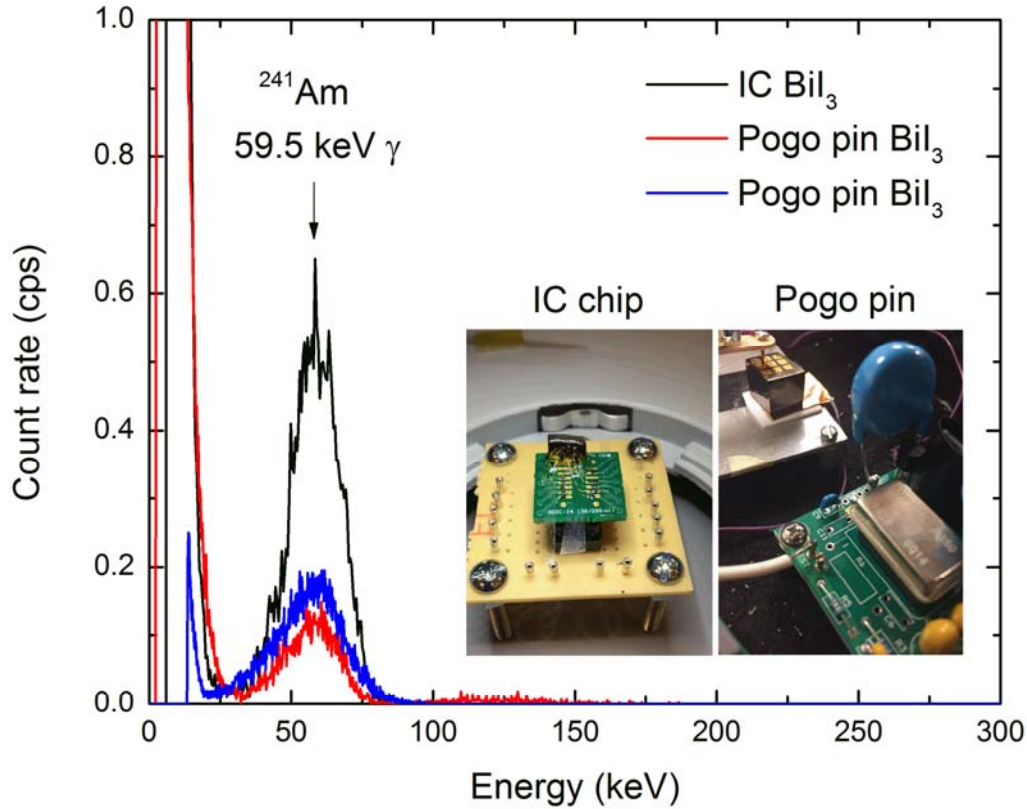 1.0
0.8
0.6
0.4
0.2
0.0
Count rate (cps)
²⁴¹Am
59.5 keV γ
IC BiI₃
Pogo pin BiI₃
Pogo pin BiI₃
IC chip
Pogo pin
R6
R5
0 50 100 150 200 250 300
Energy (keV)